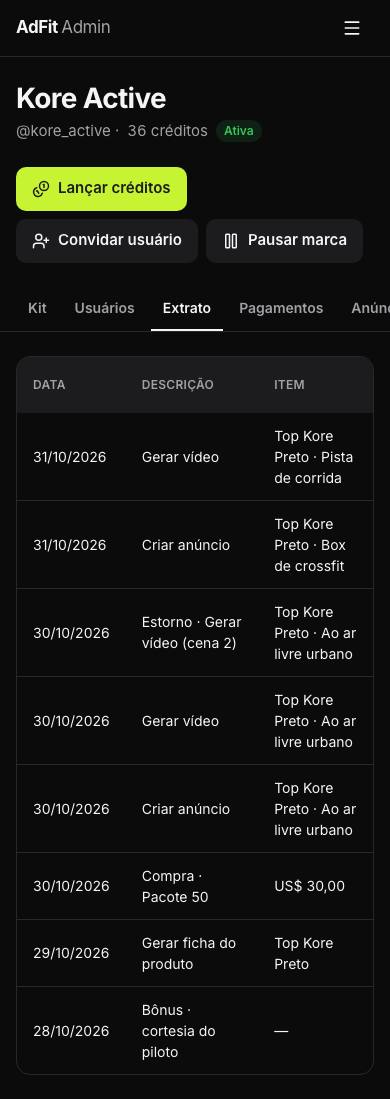 AdFit Admin
Kore Active
@kore_active · 36 créditos Ativa
Lançar créditos
Convidar usuário Pausar marca
Kit Usuários Extrato Pagamentos Anúnc
DATA DESCRIÇÃO ITEM
31/10/2026 Gerar vídeo Top Kore
Preto · Pista
de corrida
31/10/2026 Criar anúncio Top Kore
Preto · Box
de crossfit
30/10/2026 Estorno · Gerar
vídeo (cena 2) Top Kore
Preto · Ao ar
livre urbano
30/10/2026 Gerar vídeo Top Kore
Preto · Ao ar
livre urbano
30/10/2026 Criar anúncio Top Kore
Preto · Ao ar
livre urbano
30/10/2026 Compra ·
Pacote 50 US$ 30,00
29/10/2026 Gerar ficha do
produto Top Kore
Preto
28/10/2026 Bônus ·
cortesia do
piloto —